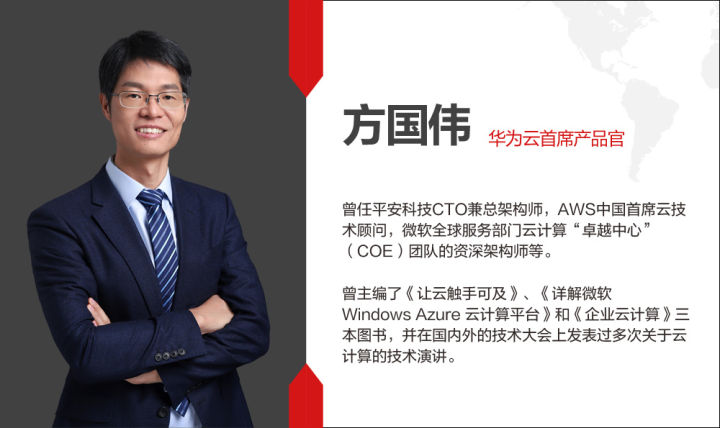 方国伟 华为云首席产品官
曾任平安科技CTO兼总架构师，AWS中国首席云技
术顾问，微软全球服务部门云计算“卓越中心”
（COE）团队的资深架构师等。
曾主编了《让云触手可及》、《详解微软
Windows Azure 云计算平台》和《企业云计算》三
本图书，并在国内外的技术大会上发表过多次关于云
计算的技术演讲。